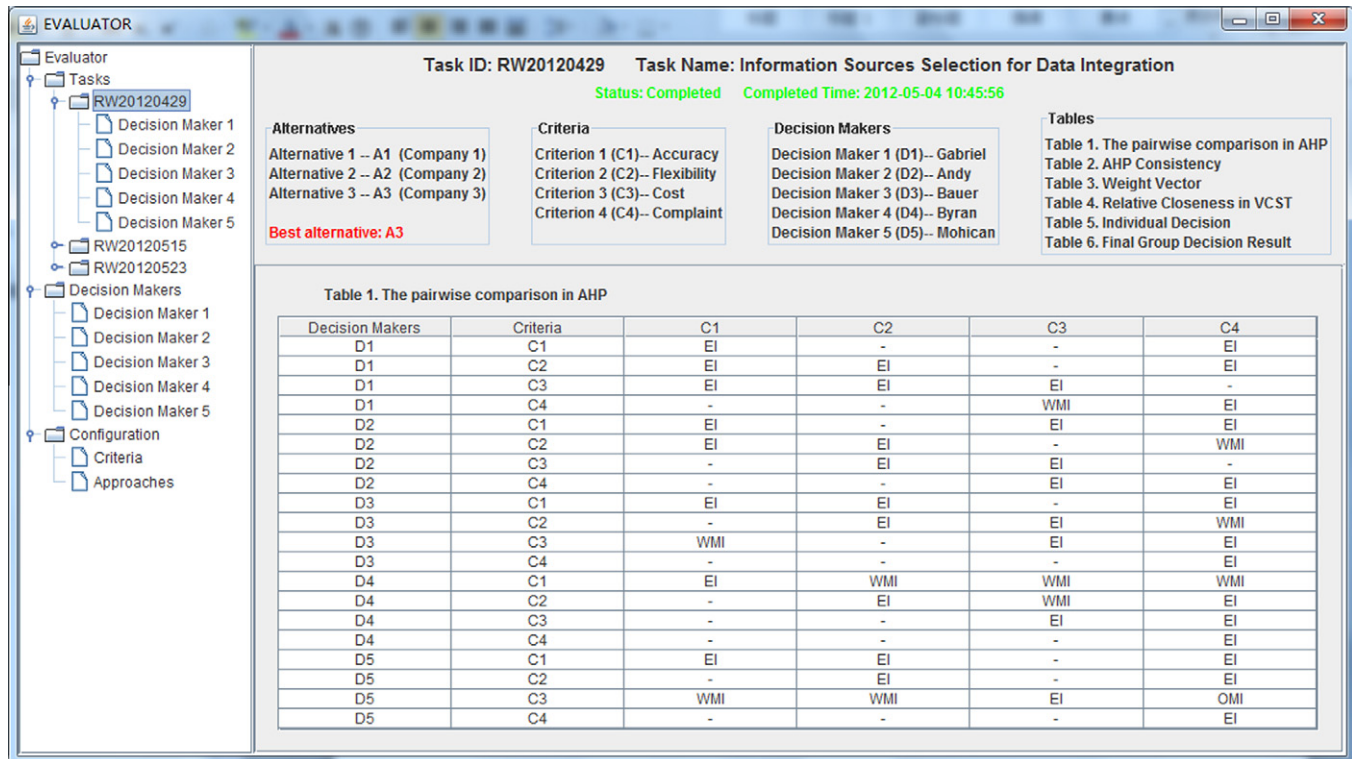 EVALUATOR
Evaluator
Tasks
RW20120429
Decision Maker 1
Decision Maker 2
Decision Maker 3
Decision Maker 4
Decision Maker 5
RW20120515
RW20120523
Decision Makers
Decision Maker 1
Decision Maker 2
Decision Maker 3
Decision Maker 4
Decision Maker 5
Configuration
Criteria
Approaches
Task ID: RW20120429 Task Name: Information Sources Selection for Data Integration
Status: Completed Completed Time: 2012-05-04 10:45:56
Alternatives
Alternative 1 -- A1 (Company 1)
Alternative 2 -- A2 (Company 2)
Alternative 3 -- A3 (Company 3)
Best alternative: A3
Criteria
Criterion 1 (C1)-- Accuracy
Criterion 2 (C2)-- Flexibility
Criterion 3 (C3)-- Cost
Criterion 4 (C4)-- Complaint
Decision Makers
Decision Maker 1 (D1)-- Gabriel
Decision Maker 2 (D2)-- Andy
Decision Maker 3 (D3)-- Bauer
Decision Maker 4 (D4)-- Byran
Decision Maker 5 (D5)-- Mohican
Tables
Table 1. The pairwise comparison in AHP
Table 2. AHP Consistency
Table 3. Weight Vector
Table 4. Relative Closeness in VCST
Table 5. Individual Decision
Table 6. Final Group Decision Result
Table 1. The pairwise comparison in AHP
Decision Makers Criteria C1 C2 C3 C4
D1 C1 EI - - EI
D1 C2 EI EI - EI
D1 C3 EI EI EI -
D1 C4 - - WMI EI
D2 C1 EI - EI EI
D2 C2 EI EI - WMI
D2 C3 - EI EI -
D2 C4 - - EI EI
D3 C1 EI EI - EI
D3 C2 - EI EI WMI
D3 C3 WMI - EI EI
D3 C4 - - - EI
D4 C1 EI WMI WMI WMI
D4 C2 - EI WMI EI
D4 C3 - - EI EI
D4 C4 - - - EI
D5 C1 EI EI - EI
D5 C2 - EI - EI
D5 C3 WMI WMI EI OMI
D5 C4 - - - EI